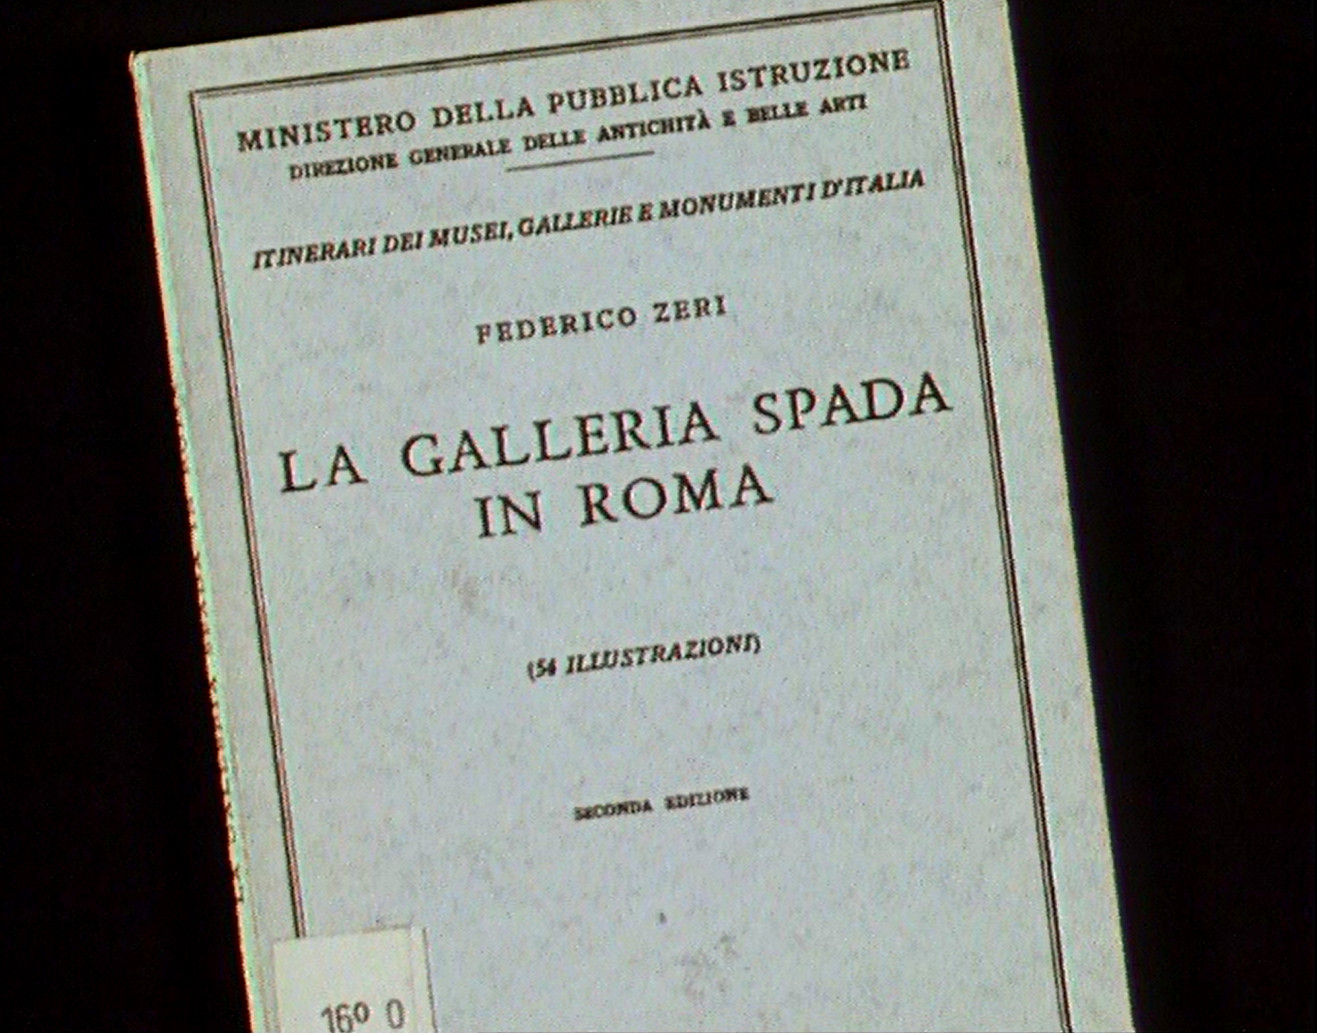 MINISTERO DELLA PUBBLICA ISTRUZIONE
DIREZIONE GENERALE DELLE ANTICHITÀ E BELLE ARTI
ITINERARI DEI MUSEI, GALLERIE E MONUMENTI D'ITALIA
FEDERICO ZERI
LA GALLERIA SPADA
IN ROMA
(54 ILLUSTRAZIONI)
SECONDA EDIZIONE
16º 0